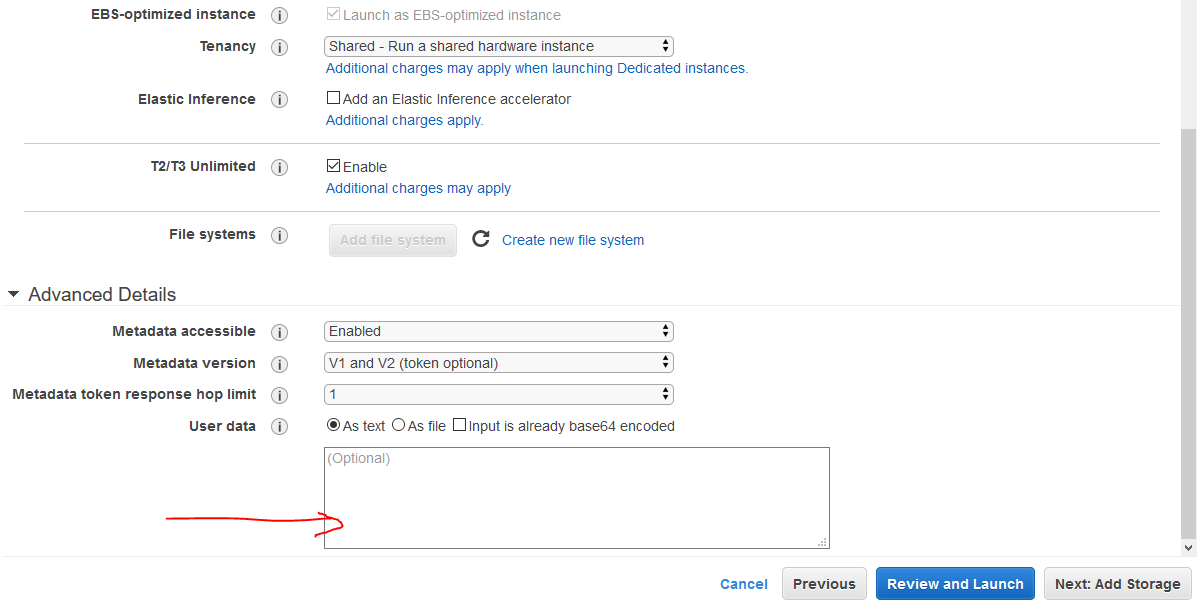 EBS-optimized instance i Launch as EBS-optimized instance
Tenancy i Shared - Run a shared hardware instance
Additional charges may apply when launching Dedicated instances.
Elastic Inference i Add an Elastic Inference accelerator
Additional charges apply.
T2/T3 Unlimited i Enable
Additional charges may apply
File systems i Add file system Create new file system
Advanced Details
Metadata accessible i Enabled
Metadata version i V1 and V2 (token optional)
Metadata token response hop limit i 1
User data i As text As file Input is already base64 encoded
(Optional)
Cancel Previous Review and Launch Next: Add Storage